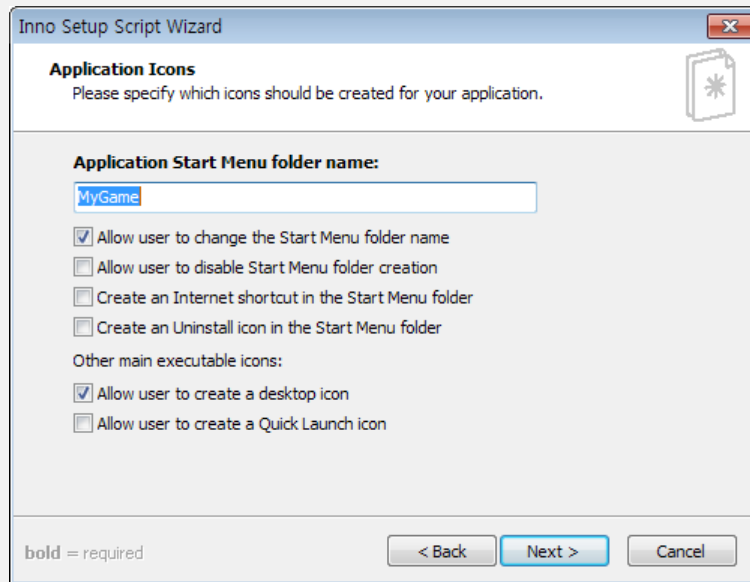 Inno Setup Script Wizard
Application Icons
Please specify which icons should be created for your application.
Application Start Menu folder name:
MyGame
Allow user to change the Start Menu folder name
Allow user to disable Start Menu folder creation
Create an Internet shortcut in the Start Menu folder
Create an Uninstall icon in the Start Menu folder
Other main executable icons:
Allow user to create a desktop icon
Allow user to create a Quick Launch icon
bold = required
< Back
Next >
Cancel